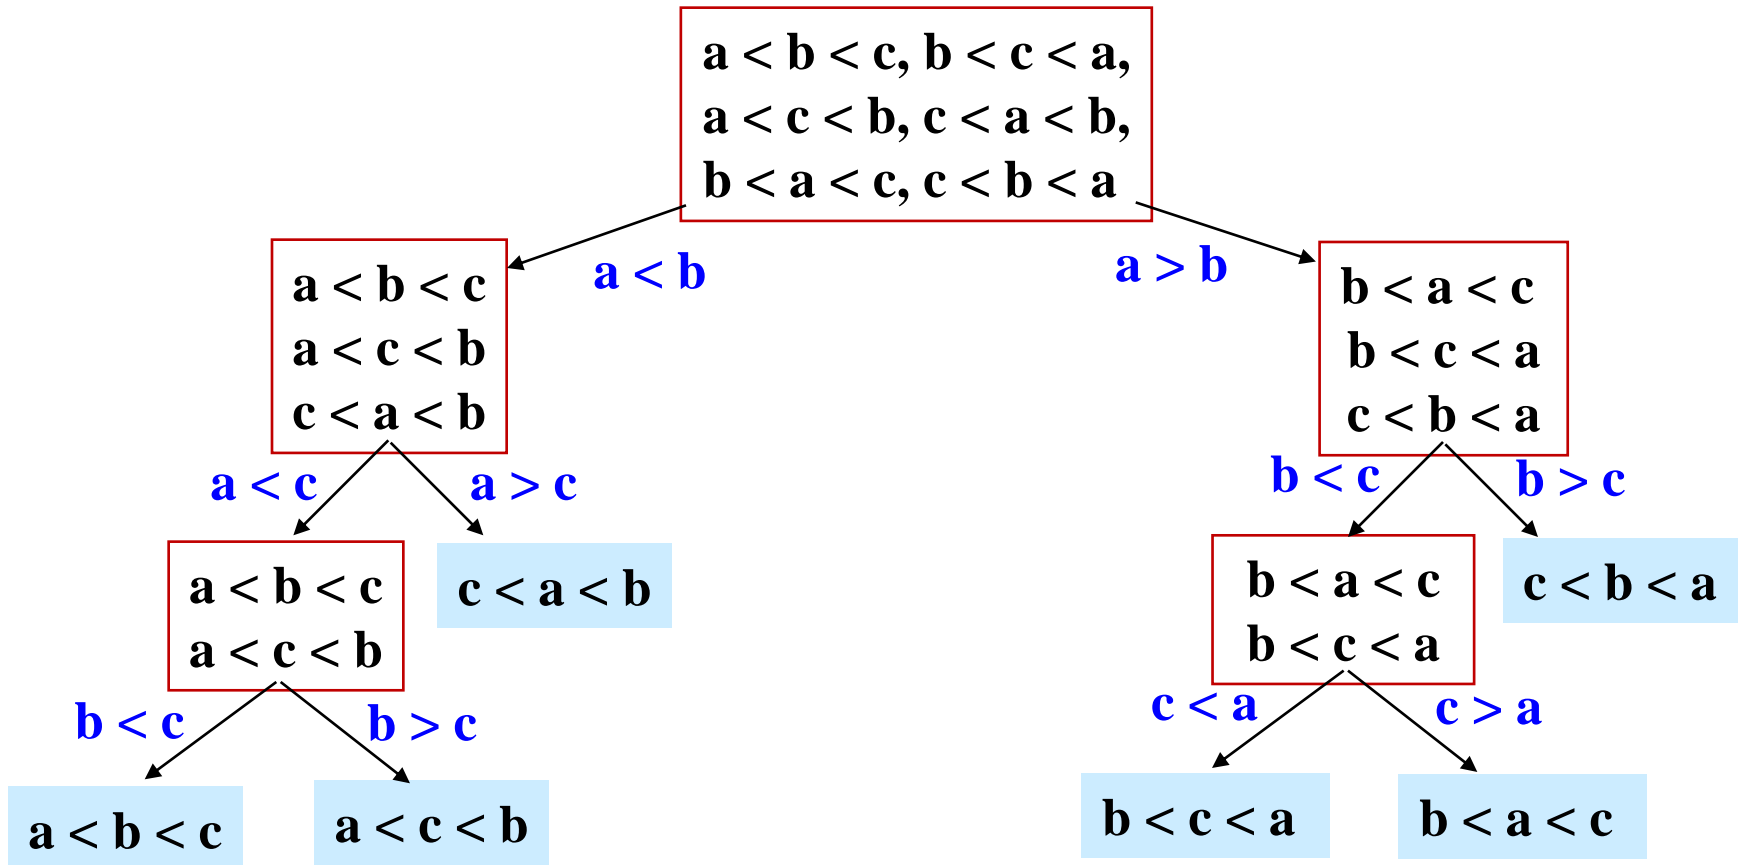 a < b < c, b < c < a,
a < c < b, c < a < b,
b < a < c, c < b < a
a < b
a > b
a < b < c
a < c < b
c < a < b
b < a < c
b < c < a
c < b < a
a < c
a > c
b < c
b > c
a < b < c
a < c < b
c < a < b
b < a < c
b < c < a
c < b < a
b < c
b > c
c < a
c > a
a < b < c
a < c < b
b < c < a
b < a < c